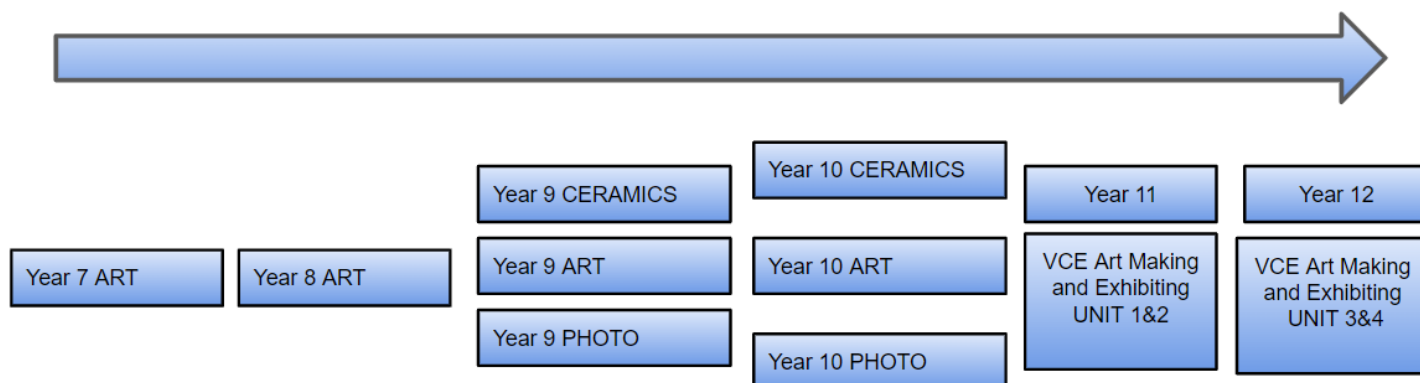 Year 7 ART
Year 8 ART
Year 9 CERAMICS
Year 9 ART
Year 9 PHOTO
Year 10 CERAMICS
Year 10 ART
Year 10 PHOTO
Year 11
VCE Art Making
and Exhibiting
UNIT 1&2
Year 12
VCE Art Making
and Exhibiting
UNIT 3&4